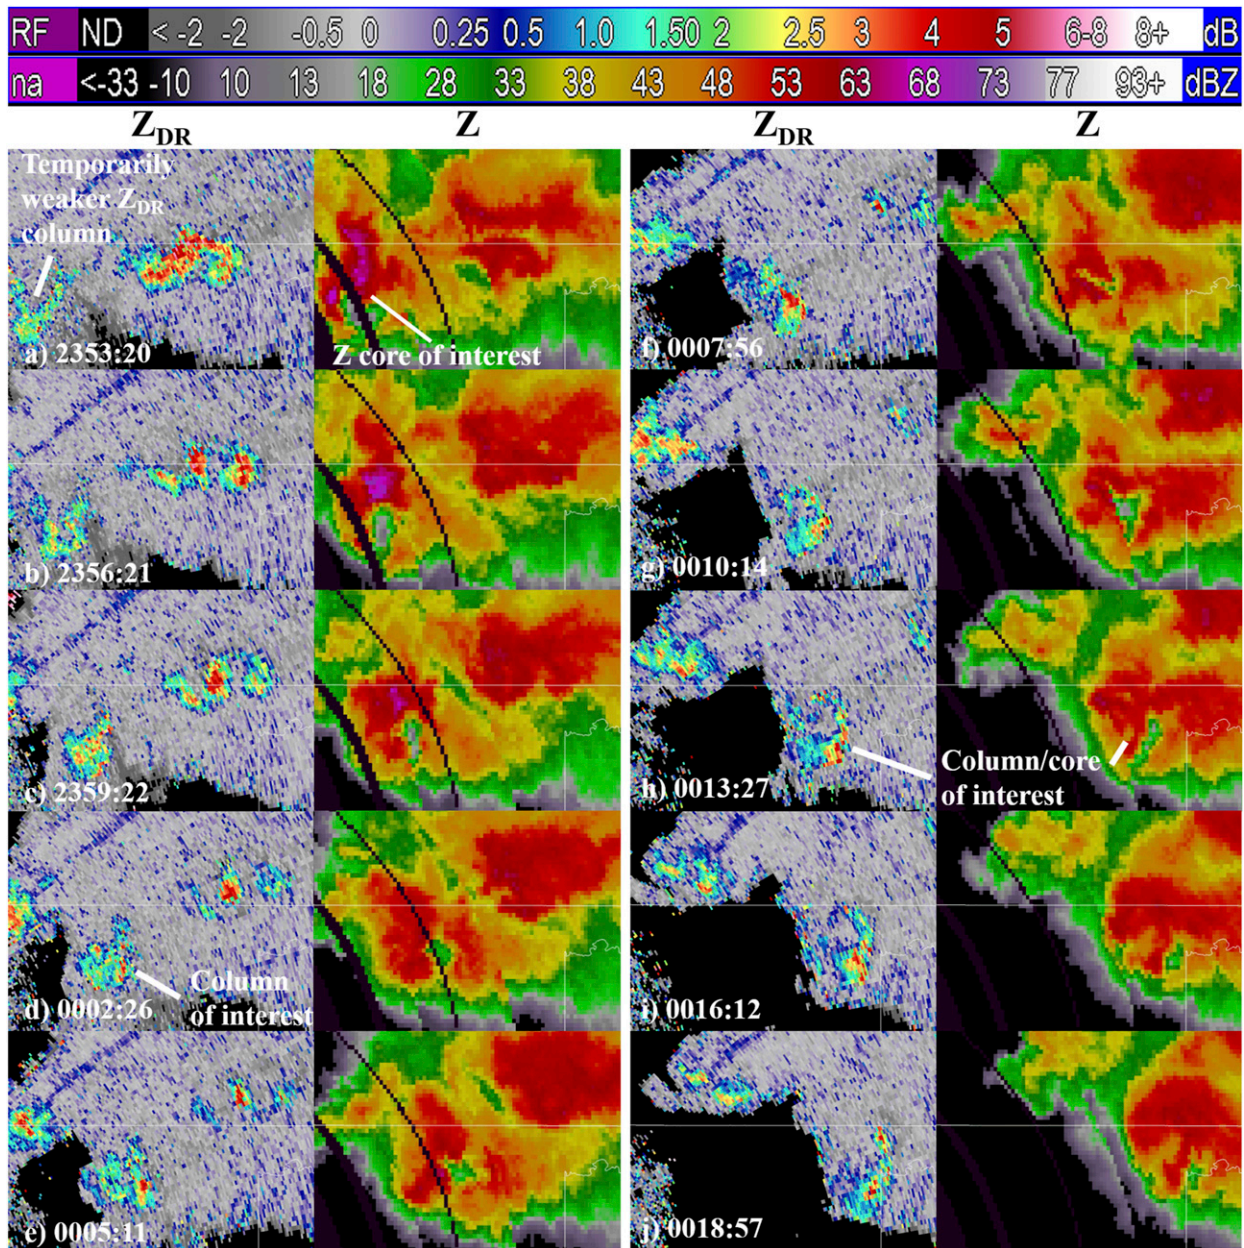 RF ND < -2 -2 -0.5 0 0.25 0.5 1.0 1.50 2 2.5 3 4 5 6-8 8+ dB
na <-33 -10 10 13 18 28 33 38 43 48 53 63 68 73 77 93+ dBZ
ZDR Z ZDR Z
Temporarily
weaker ZDR
column
a) 2353:20
Z core of interest
f) 0007:56
b) 2356:21
g) 0010:14
c) 2359:22
h) 0013:27
Column/core
of interest
d) 0002:26
Column
of interest
i) 0016:12
e) 0005:11
j) 0018:57